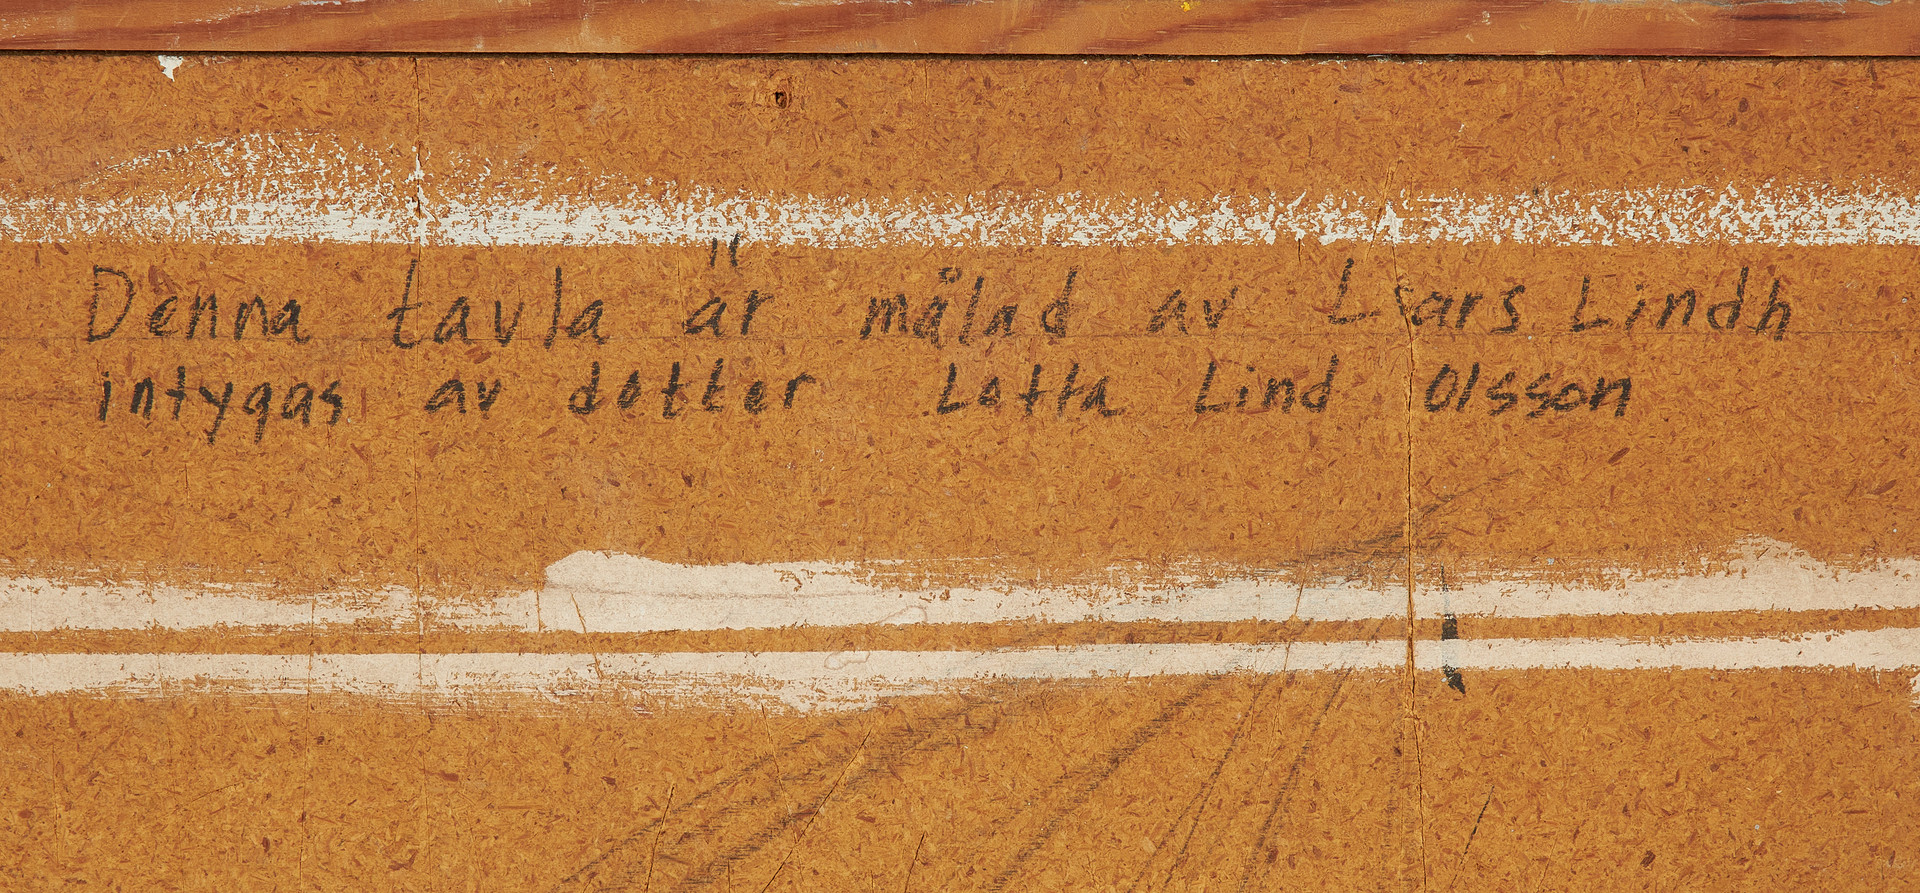 Denna tavla är målad av Lars Lindh
intygas av dotter Lotta Lind Olsson